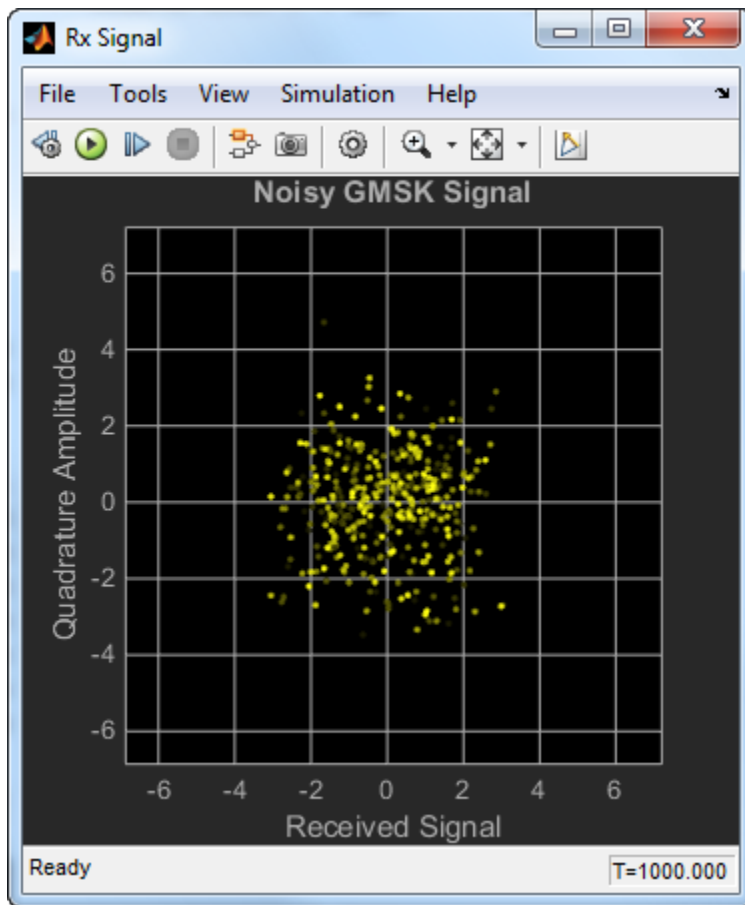 Rx Signal
File Tools View Simulation Help
Noisy GMSK Signal
6
4
2
0
-2
-4
-6
Quadrature Amplitude
-6 -4 -2 0 2 4 6
Received Signal
Ready T=1000.000